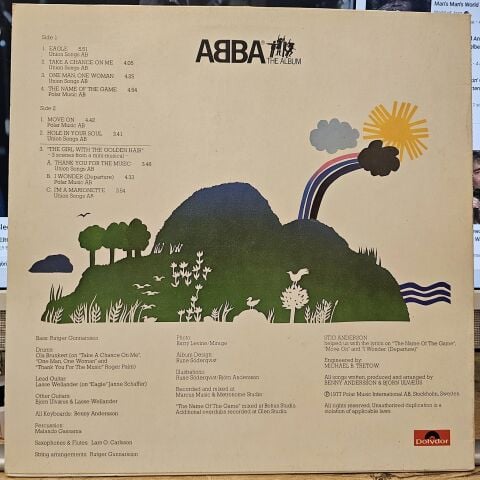 ABBA
THE ALBUM
Side 1
1. EAGLE 5.51
Union Songs AB
2. TAKE A CHANCE ON ME 4.05
Union Songs AB
3. ONE MAN, ONE WOMAN 4.25
Union Songs AB
4. THE NAME OF THE GAME 4.54
Polar Music AB
Side 2
1. MOVE ON 4.42
Polar Music AB
2. HOLE IN YOUR SOUL 3.41
Union Songs AB
3. "THE GIRL WITH THE GOLDEN HAIR"
- 3 scenes from a mini-musical -
A. THANK YOU FOR THE MUSIC 3.48
Union Songs AB
B. I WONDER (Departure) 4.33
Polar Music AB
C. I'M A MARIONETTE 3.54
Union Songs AB
Bass: Rutger Gunnarsson
Drums:
Ola Brunkert (on "Take A Chance On Me",
"One Man, One Woman" and
"Thank You For The Music" Roger Palm)
Lead Guitar:
Lasse Wellander (on "Eagle" Janne Schaffer)
Other Guitars:
Björn Ulvaeus & Lasse Wellander
All Keyboards: Benny Andersson
Percussion:
Malando Gassama
Saxophones & Flutes: Lars O. Carlsson
String arrangements: Rutger Gunnarsson
Photo:
Barry Levine/Mirage
Album Design:
Rune Söderqvist
Illustrations:
Rune Söderqvist/Björn Andersson
Recorded and mixed at
Marcus Music & Metronome Studio
"The Name Of The Game" mixed at Bohus Studio.
Additional overdubs recorded at Glen Studio.
STIG ANDERSON
helped us with the lyrics on "The Name Of The Game",
"Move On" and "I Wonder (Departure)"
Engineered by:
MICHAEL B. TRETOW
All songs written, produced and arranged by
BENNY ANDERSSON & BJÖRN ULVAEUS
Ⓟ 1977 Polar Music International AB, Stockholm, Sweden.
All rights reserved. Unauthorised duplication is a
violation of applicable laws.
Polydor
Man's Man's World